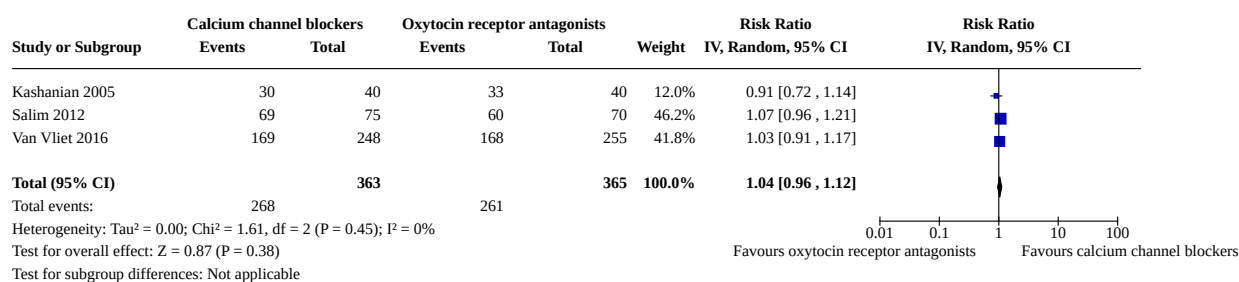 Calcium channel blockers Oxytocin receptor antagonists Risk Ratio Risk Ratio
Study or Subgroup Events Total Events Total Weight IV, Random, 95% CI IV, Random, 95% CI
Kashanian 2005 30 40 33 40 12.0% 0.91 [0.72 , 1.14]
Salim 2012 69 75 60 70 46.2% 1.07 [0.96 , 1.21]
Van Vliet 2016 169 248 168 255 41.8% 1.03 [0.91 , 1.17]
Total (95% CI) 363 365 100.0% 1.04 [0.96 , 1.12]
Total events: 268 261
Heterogeneity: Tau² = 0.00; Chi² = 1.61, df = 2 (P = 0.45); I² = 0%
0.01 0.1 1 10 100
Test for overall effect: Z = 0.87 (P = 0.38) Favours oxytocin receptor antagonists Favours calcium channel blockers
Test for subgroup differences: Not applicable